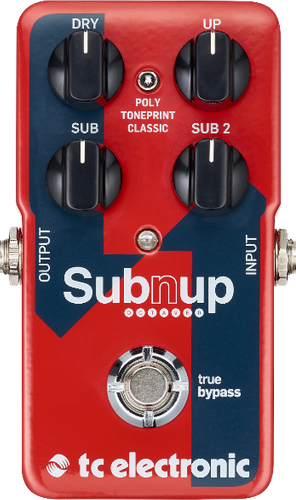 DRY
UP
POLY
TONEPRINT
CLASSIC
SUB
SUB 2
OUTPUT
INPUT
Subnup
OCTAVER
true
bypass
tc electronic